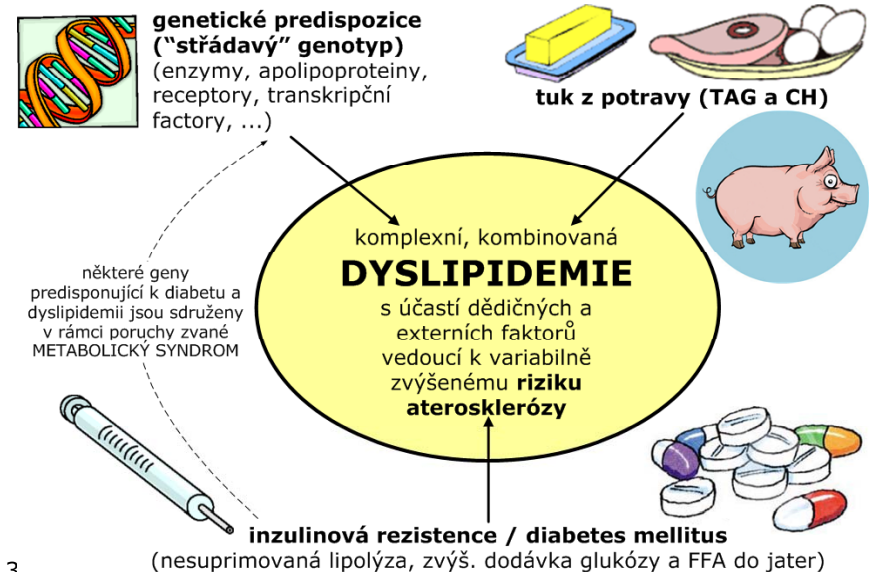 genetické predispozice
(“střádavý” genotyp)
(enzymy, apolipoproteiny,
receptory, transkripční
factory, ...)
tuk z potravy (TAG a CH)
komplexní, kombinovaná
DYSLIPIDEMIE
s účastí dědičných a
externích faktorů
vedoucí k variabilně
zvýšenému riziku
aterosklerózy
některé geny
predisponující k diabetu a
dyslipidemii jsou sdruženy
v rámci poruchy zvané
METABOLICKÝ SYNDROM
inzulinová rezistence / diabetes mellitus
(nesuprimovaná lipolýza, zvýš. dodávka glukózy a FFA do jater)
3